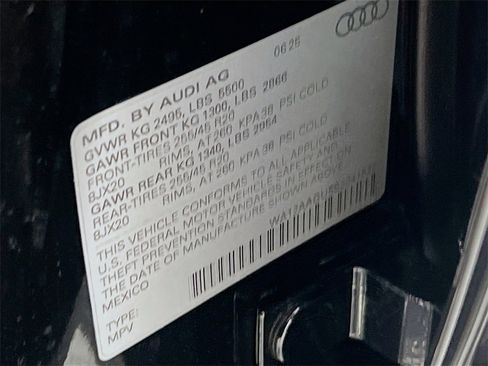 MFD. BY AUDI AG 06/25
GVWR KG 2495, LBS 5500
GAWR FRONT KG 1300, LBS 2866
FRONT-TIRES 255/45 R20
8JX20 RIMS, AT 260 KPA 38 PSI COLD
GAWR REAR KG 1340, LBS 2954
REAR-TIRES 255/45 R20
8JX20 RIMS, AT 260 KPA 38 PSI COLD
THIS VEHICLE CONFORMS TO ALL APPLICABLE
U.S. FEDERAL MOTOR VEHICLE SAFETY AND
THEFT PREVENTION STANDARDS IN EFFECT ON
THE DATE OF MANUFACTURE SHOWN ABOVE.
MEXICO
TYPE:
MPV